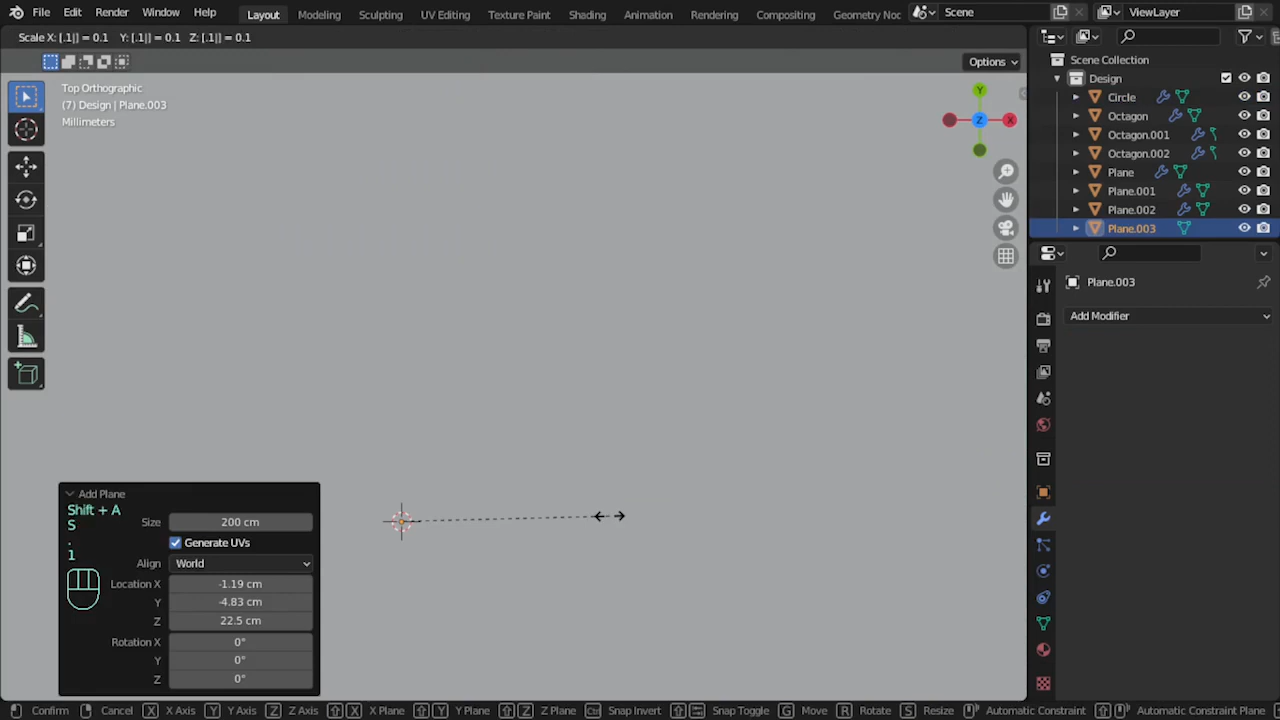 File Edit Render Window Help Layout Modeling Sculpting UV Editing Texture Paint Shading Animation Rendering Compositing Geometry Noc Scene ViewLayer
Scale X: [.1|] = 0.1 Y: [.1|] = 0.1 Z: [.1|] = 0.1
Options
Top Orthographic
(7) Design | Plane.003
Millimeters
Y
Z
X
Scene Collection
Design
Circle
Octagon
Octagon.001
Octagon.002
Plane
Plane.001
Plane.002
Plane.003
Plane.003
Add Modifier
Add Plane
Shift + A
S
.
1
Size 200 cm
Generate UVs
Align World
Location X -1.19 cm
Y -4.83 cm
Z 22.5 cm
Rotation X 0°
Y 0°
Z 0°
Confirm Cancel X X Axis Y Y Axis Z Z Axis X X Plane Y Y Plane Z Z Plane Ctrl Snap Invert Snap Toggle G Move R Rotate S Resize Automatic Constraint Automatic Constraint Plane